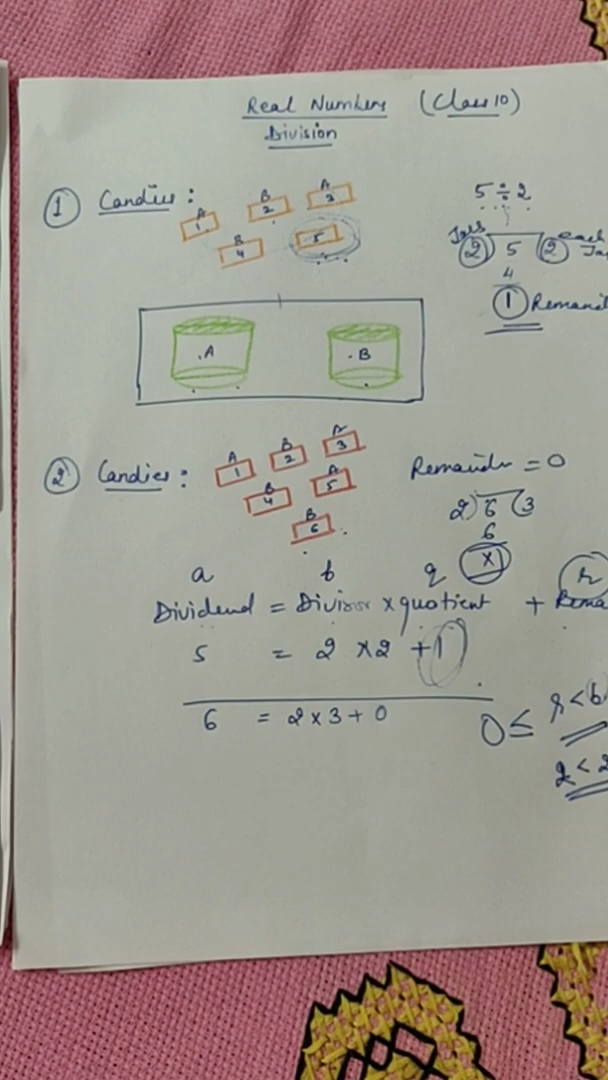 Real Numbers (Class 10)
Division
1 Candies :
A 1 B 2 A 3
B 4 5
5 ÷ 2
Jars 2) 5 (2 each
4
1
A B
2 Candies :
A 1 B 2 A 3
B 4 A 5
B 6
Remainder = 0
2) 6 (3
6
x
a b q r
Dividend = Divisor x quotient +
5 = 2 x 2 + 1
6 = 2 x 3 + 0
0 ≤ r < b